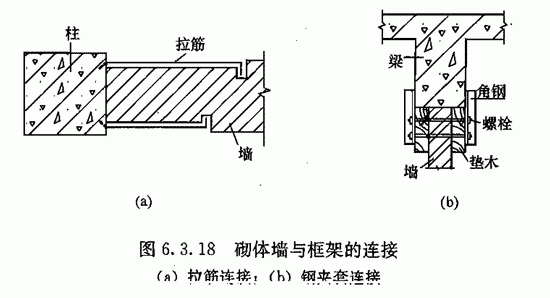 柱
拉筋
墙
(a)
梁
角钢
螺栓
垫木
墙
(b)
图 6.3.18 砌体墙与框架的连接
(a) 拉筋连接；(b) 钢夹套连接